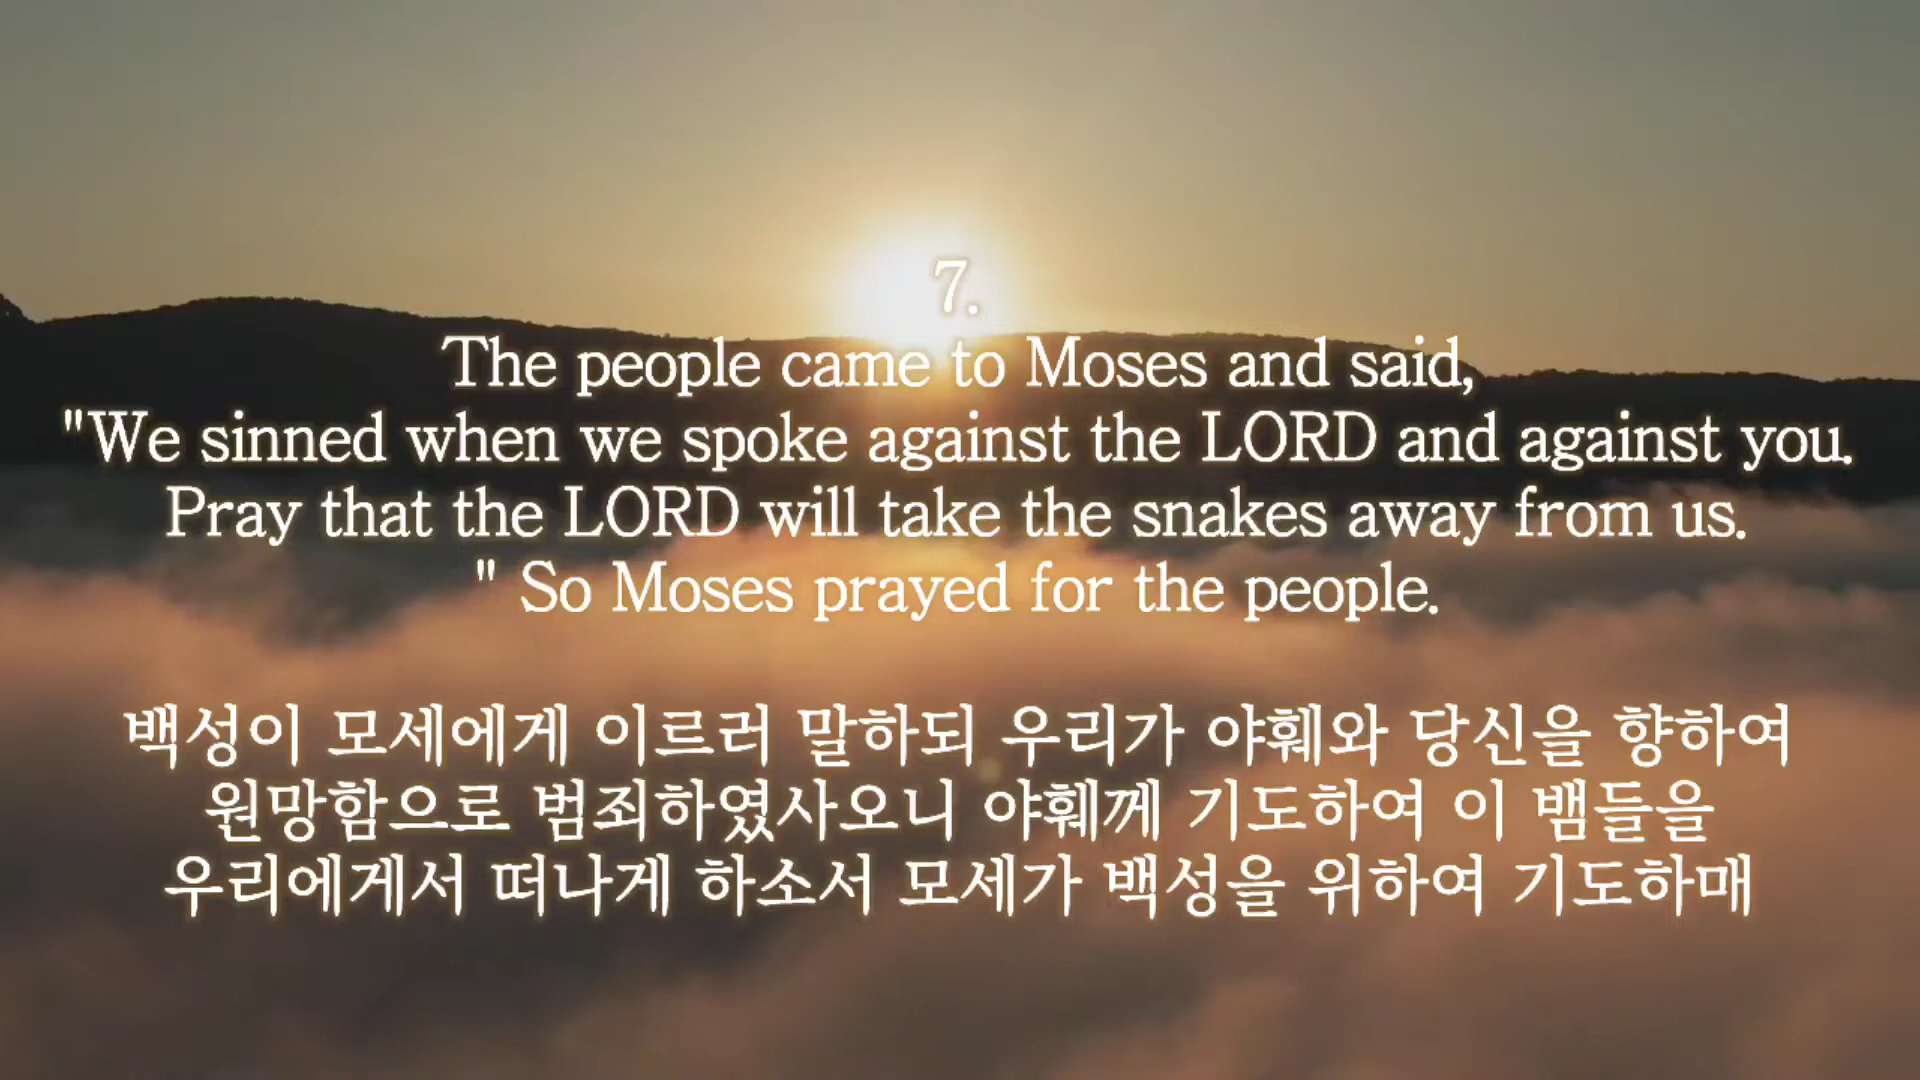 7.
The people came to Moses and said,
"We sinned when we spoke against the LORD and against you.
Pray that the LORD will take the snakes away from us.
" So Moses prayed for the people.
백성이 모세에게 이르러 말하되 우리가 야훼와 당신을 향하여
원망함으로 범죄하였사오니 야훼께 기도하여 이 뱀들을
우리에게서 떠나게 하소서 모세가 백성을 위하여 기도하매